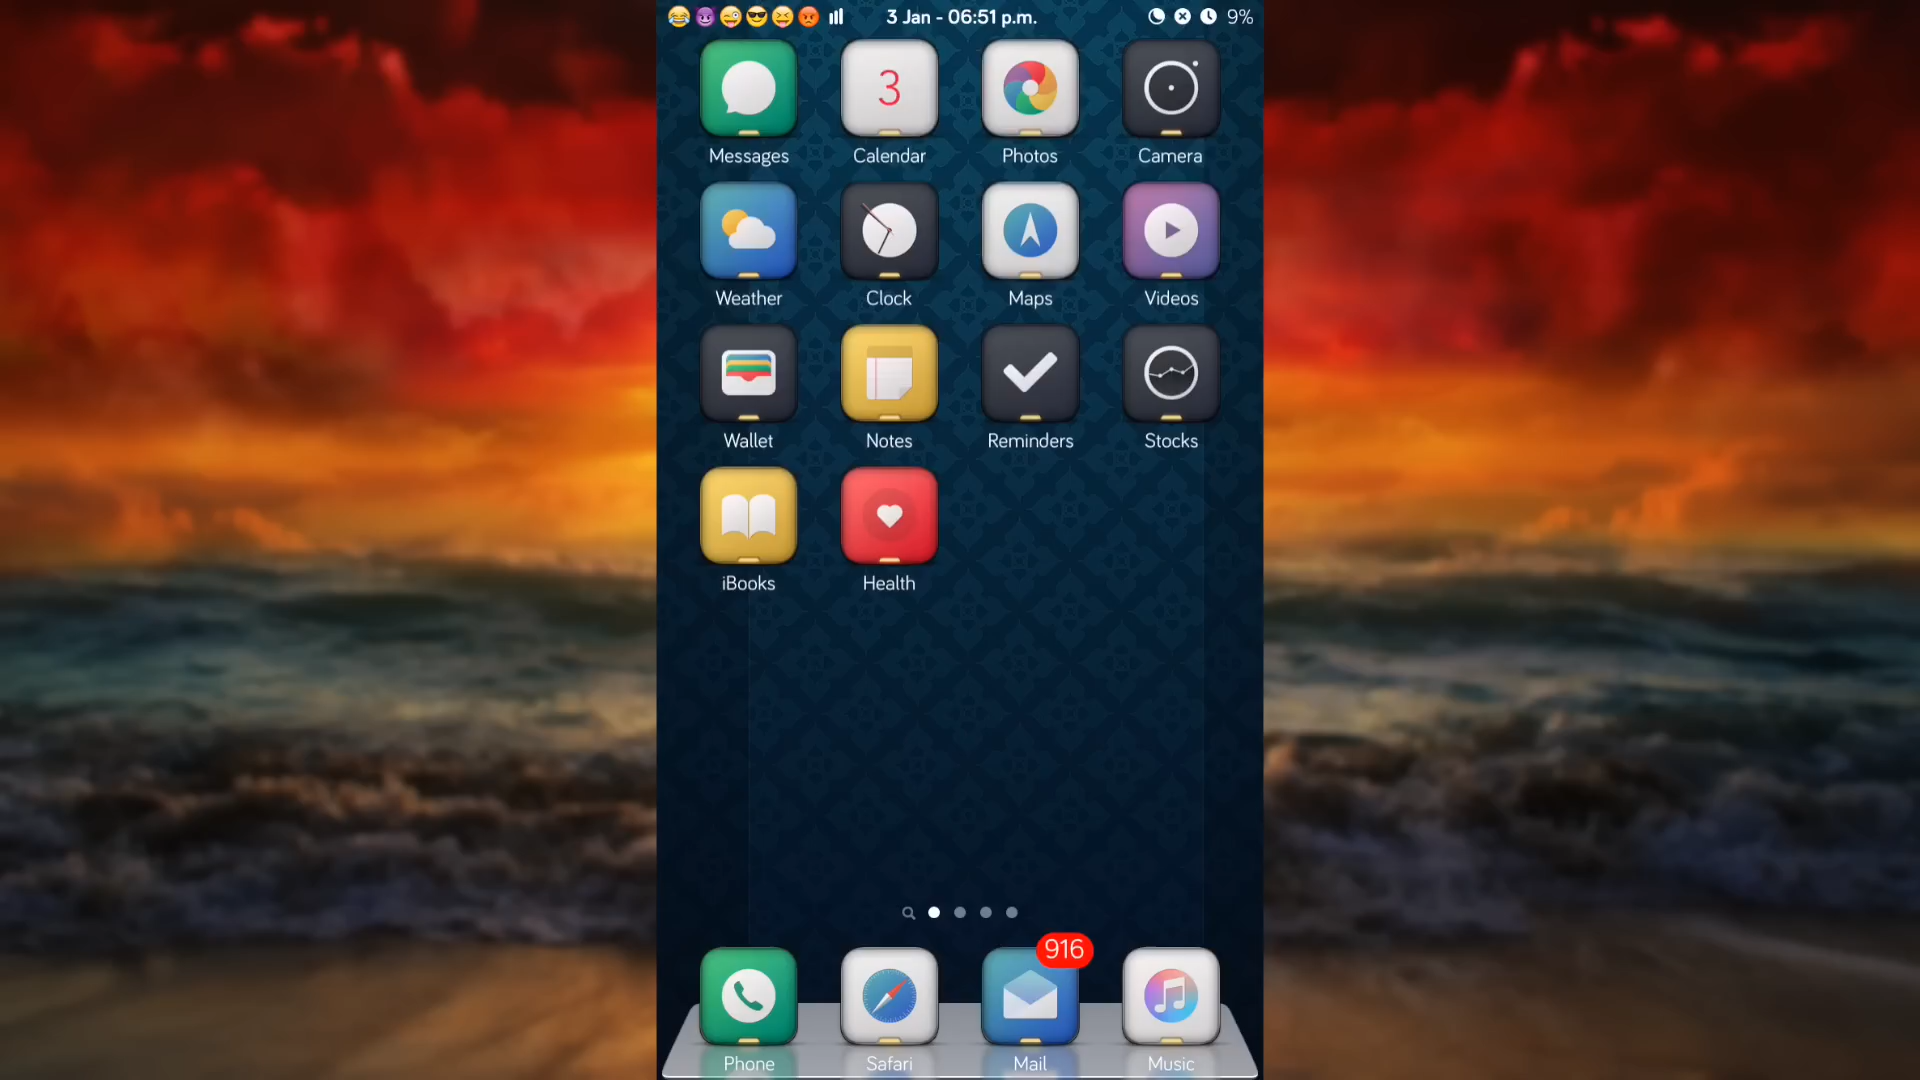 3 Jan - 06:51 p.m. 9%
3
Messages Calendar Photos Camera
Weather Clock Maps Videos
Wallet Notes Reminders Stocks
iBooks Health
916
Phone Safari Mail Music